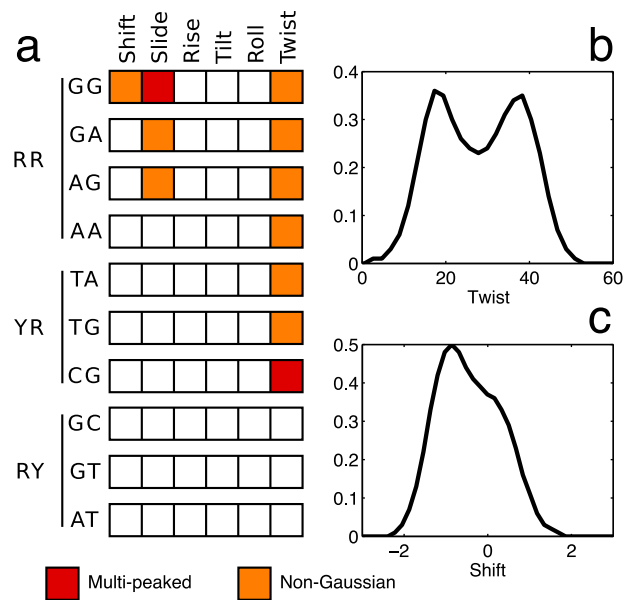 a
Shift Slide Rise Tilt Roll Twist
RR
GG
GA
AG
AA
YR
TA
TG
CG
RY
GC
GT
AT
Multi-peaked
Non-Gaussian
b
0.4
0.3
0.2
0.1
0
0 20 40 60
Twist
c
0.5
0.4
0.3
0.2
0.1
0
−2 0 2
Shift